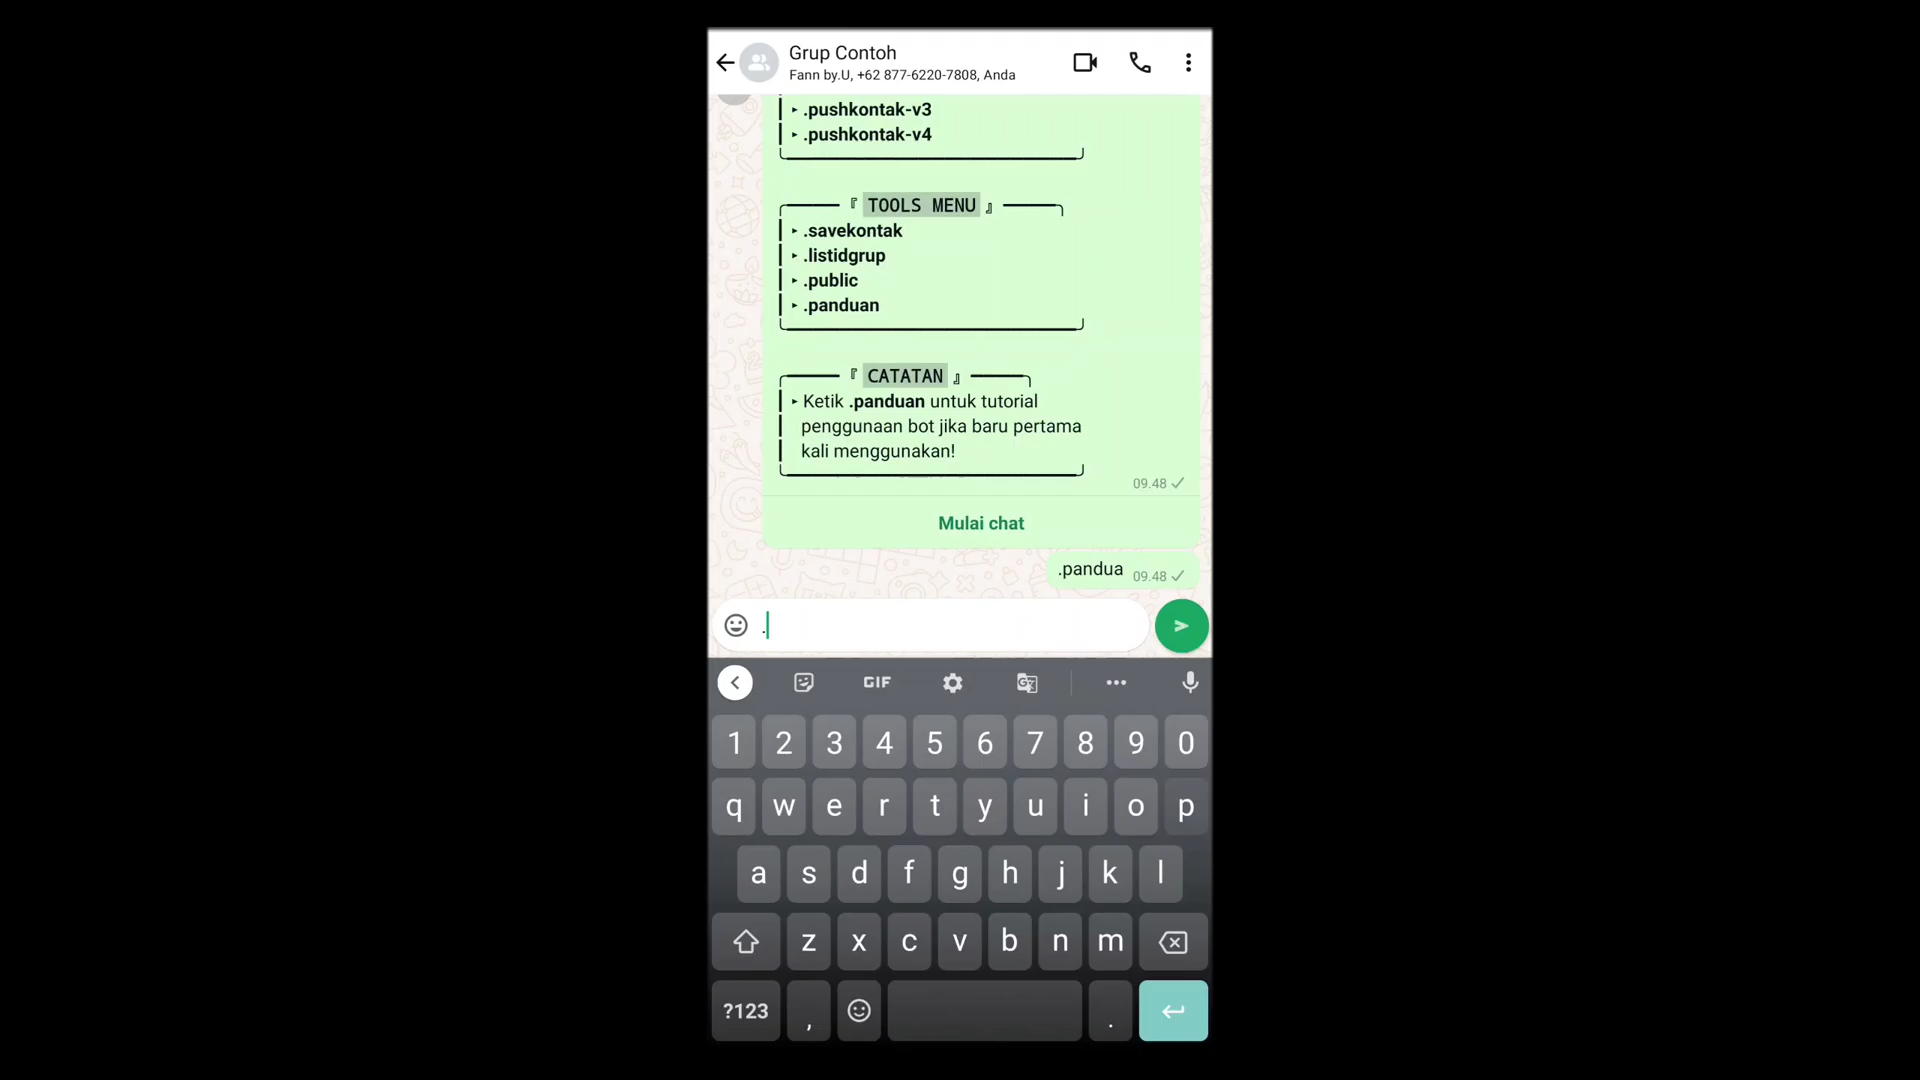 Grup Contoh
Fann by.U, +62 877-6220-7808, Anda
‣ .pushkontak-v3
‣ .pushkontak-v4
『 TOOLS MENU 』
‣ .savekontak
‣ .listidgrup
‣ .public
‣ .panduan
『 CATATAN 』
‣ Ketik .panduan untuk tutorial
penggunaan bot jika baru pertama
kali menggunakan!
09.48
Mulai chat
.pandua 09.48
.
GIF
1 2 3 4 5 6 7 8 9 0
q w e r t y u i o p
a s d f g h j k l
z x c v b n m
?123 , .